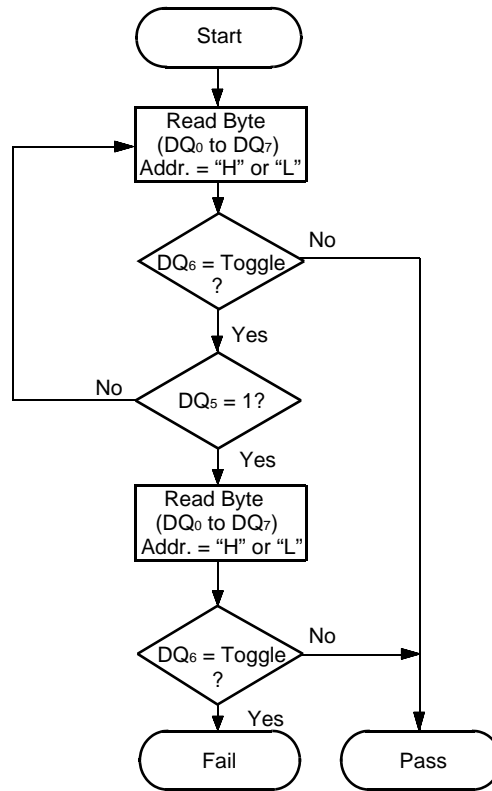 Start
Read Byte
(DQ₀ to DQ₇)
Addr. = “H” or “L”
No
DQ₆ = Toggle
?
Yes
No
DQ₅ = 1?
Yes
Read Byte
(DQ₀ to DQ₇)
Addr. = “H” or “L”
No
DQ₆ = Toggle
?
Yes
Fail
Pass